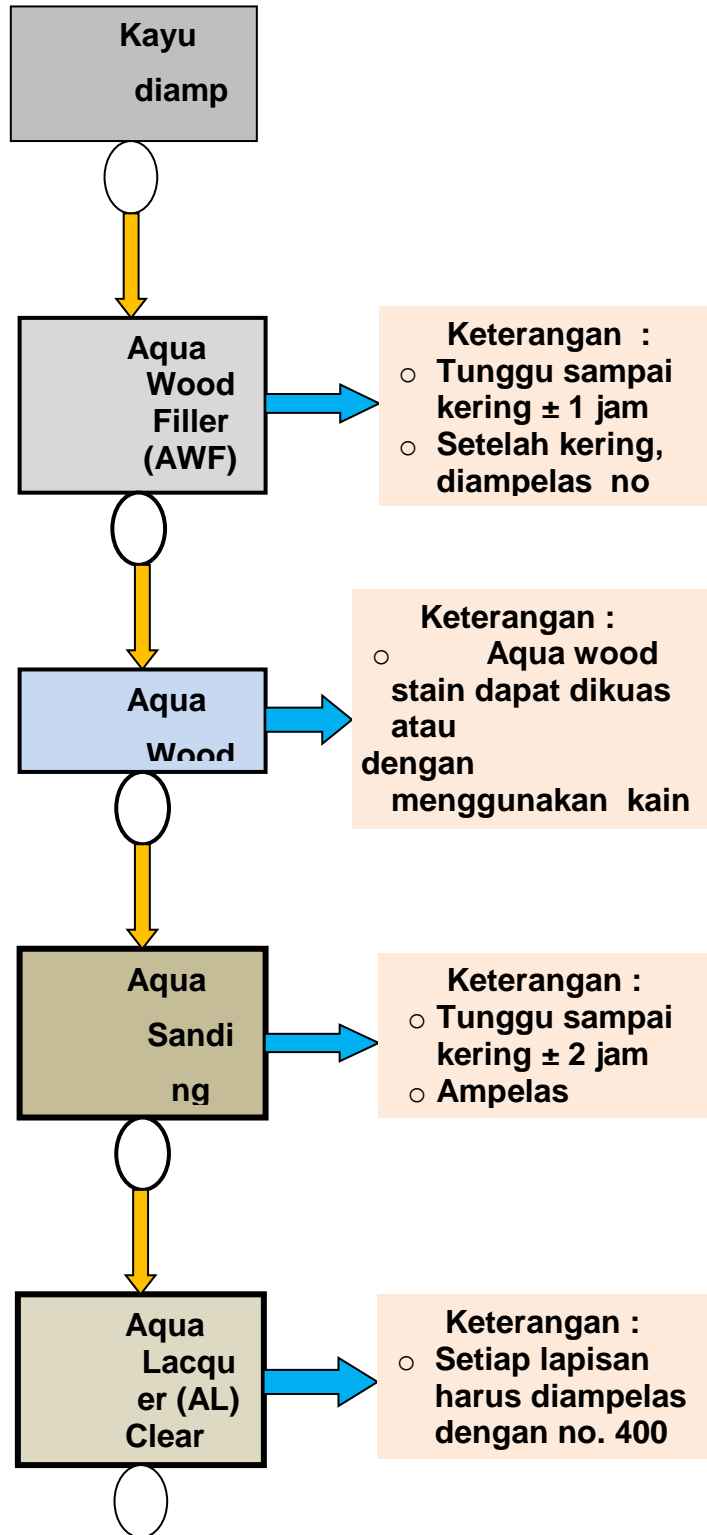 Kayu
diamp
Aqua
Wood
Filler
(AWF)
Keterangan :
○ Tunggu sampai
kering ± 1 jam
○ Setelah kering,
diampelas no
Aqua
Wood
Keterangan :
○ Aqua wood
stain dapat dikuas
atau
dengan
menggunakan kain
Aqua
Sandi
ng
Keterangan :
○ Tunggu sampai
kering ± 2 jam
○ Ampelas
Aqua
Lacqu
er (AL)
Clear
Keterangan :
○ Setiap lapisan
harus diampelas
dengan no. 400